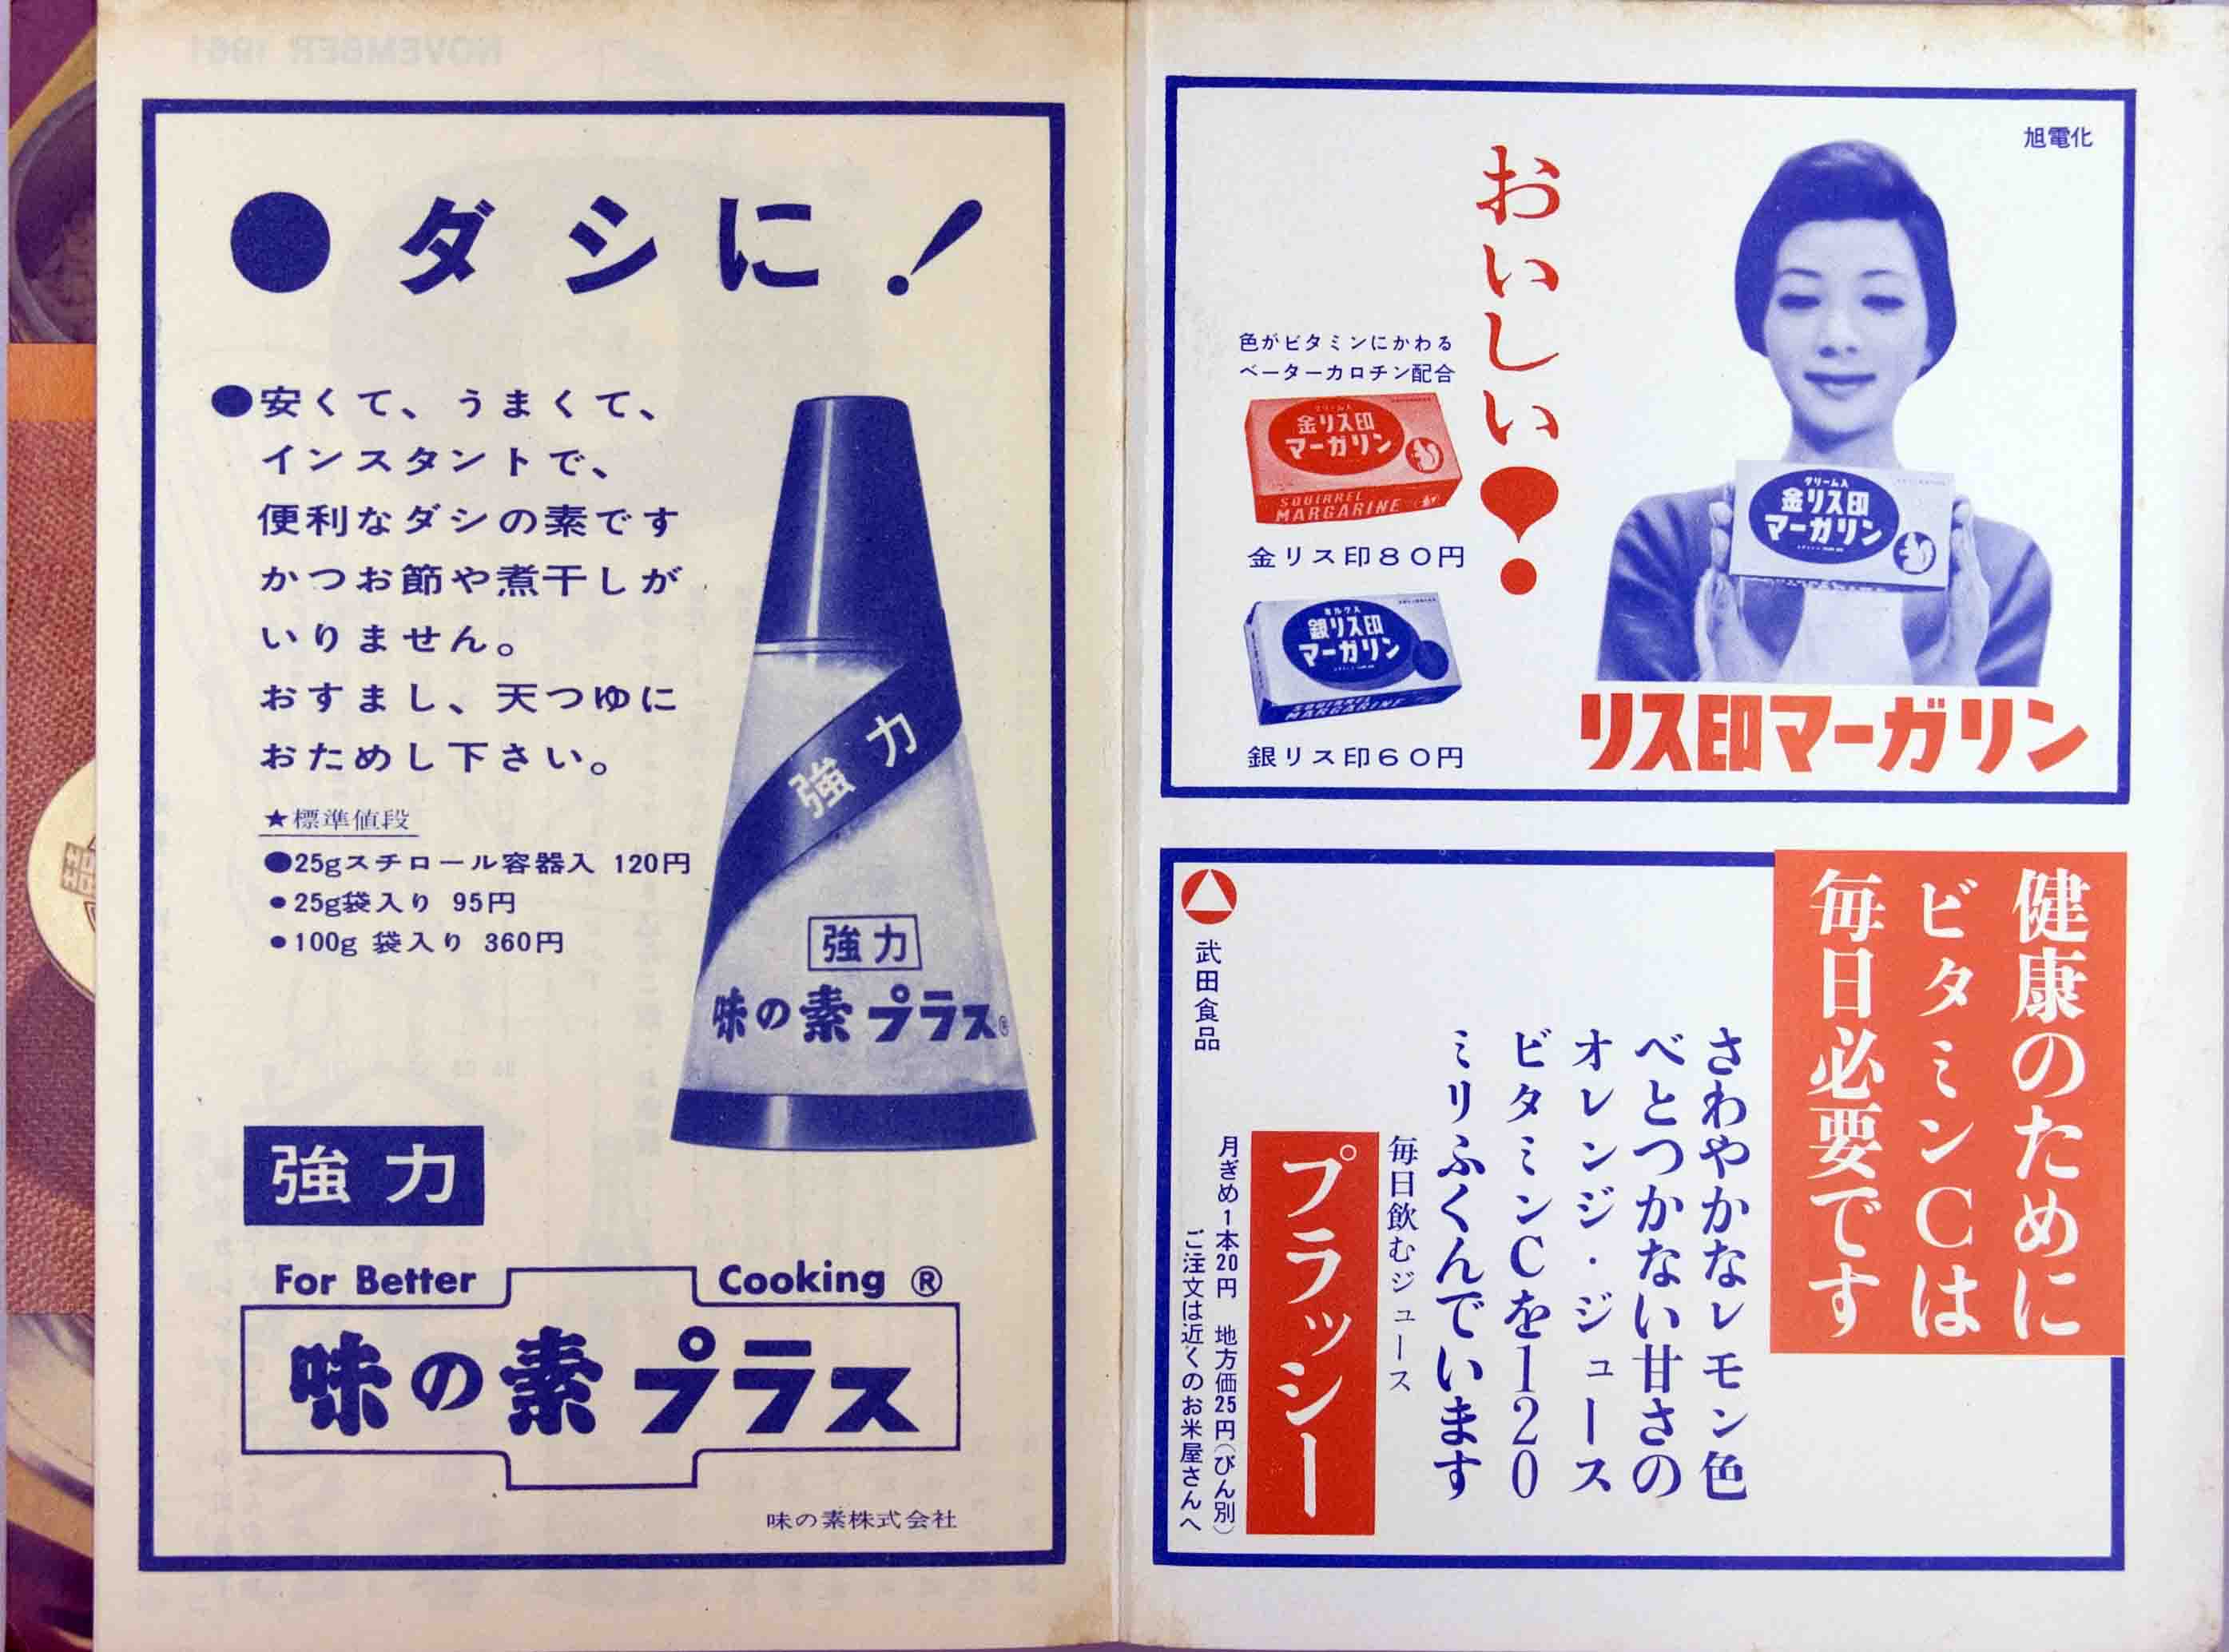 NOVEMBER 1961
●ダシに!
●安くて、うまくて、
インスタントで、
便利なダシの素です
かつお節や煮干しが
いりません。
おすまし、天つゆに
おためし下さい。
★標準値段
●25gスチロール容器入 120円
●25g袋入り 95円
●100g 袋入り 360円
強力
強力
味の素プラス®
強力
For Better Cooking ®
味の素プラス
味の素株式会社
旭電化
おいしい!
色がビタミンにかわる
ベーターカロチン配合
金リス印
マーガリン
SQUIRREL
MARGARINE
金リス印80円
ミルク入
銀リス印
マーガリン
SQUIRREL
MARGARINE
銀リス印60円
クリーム入
金リス印
マーガリン
リス印マーガリン
健康のために
ビタミンCは
毎日必要です
さわやかなレモン色
べとつかない甘さの
オレンジ・ジュース
ビタミンCを120
ミリふくんでいます
毎日飲むジュース
プラッシー
月ぎめ1本20円 地方価25円(びん別)
ご注文は近くのお米屋さんへ
武田食品